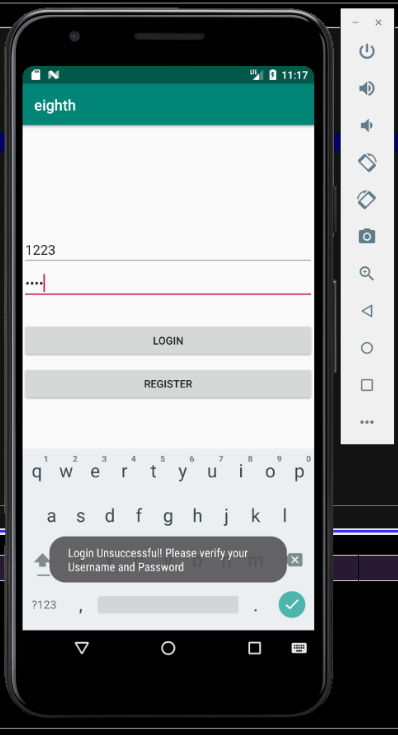 LTE 11:17
eighth
1223
••••
LOGIN
REGISTER
1 2 3 4 5 6 7 8 9 0
q w e r t y u i o p
a s d f g h j k l
Login Unsuccessful! Please verify your
Username and Password
?123 , .